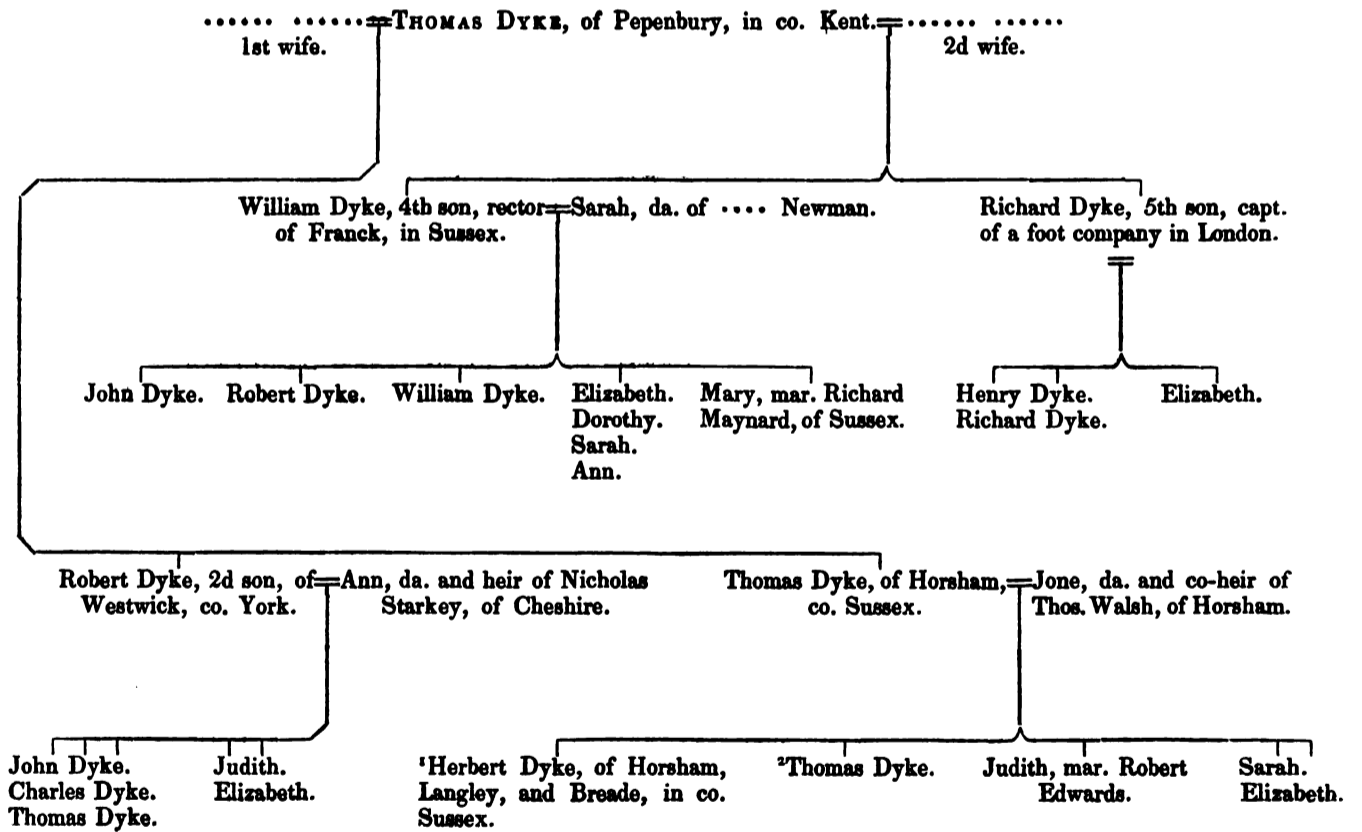 ...... ...... THOMAS DYKE, of Pepenbury, in co. Kent. ...... ......
1st wife. 2d wife.
William Dyke, 4th son, rector
of Franck, in Sussex.
Sarah, da. of .... Newman.
Richard Dyke, 5th son, capt.
of a foot company in London.
John Dyke.
Robert Dyke.
William Dyke.
Elizabeth.
Dorothy.
Sarah.
Ann.
Mary, mar. Richard
Maynard, of Sussex.
Henry Dyke.
Richard Dyke.
Elizabeth.
Robert Dyke, 2d son, of
Westwick, co. York.
Ann, da. and heir of Nicholas
Starkey, of Cheshire.
Thomas Dyke, of Horsham,
co. Sussex.
Jone, da. and co-heir of
Thos. Walsh, of Horsham.
John Dyke.
Charles Dyke.
Thomas Dyke.
Judith.
Elizabeth.
¹Herbert Dyke, of Horsham,
Langley, and Breade, in co.
Sussex.
²Thomas Dyke.
Judith, mar. Robert
Edwards.
Sarah.
Elizabeth.